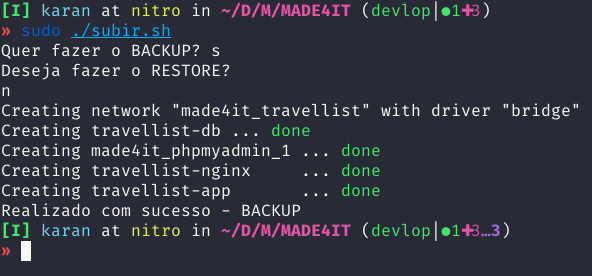 [I] karan at nitro in ~/D/M/MADE4IT (devlop|●1✚3)
» sudo ./subir.sh
Quer fazer o BACKUP? s
Deseja fazer o RESTORE?
n
Creating network "made4it_travellist" with driver "bridge"
Creating travellist-db ... done
Creating made4it_phpmyadmin_1 ... done
Creating travellist-nginx     ... done
Creating travellist-app       ... done
Realizado com sucesso - BACKUP
[I] karan at nitro in ~/D/M/MADE4IT (devlop|●1✚3…3)
»